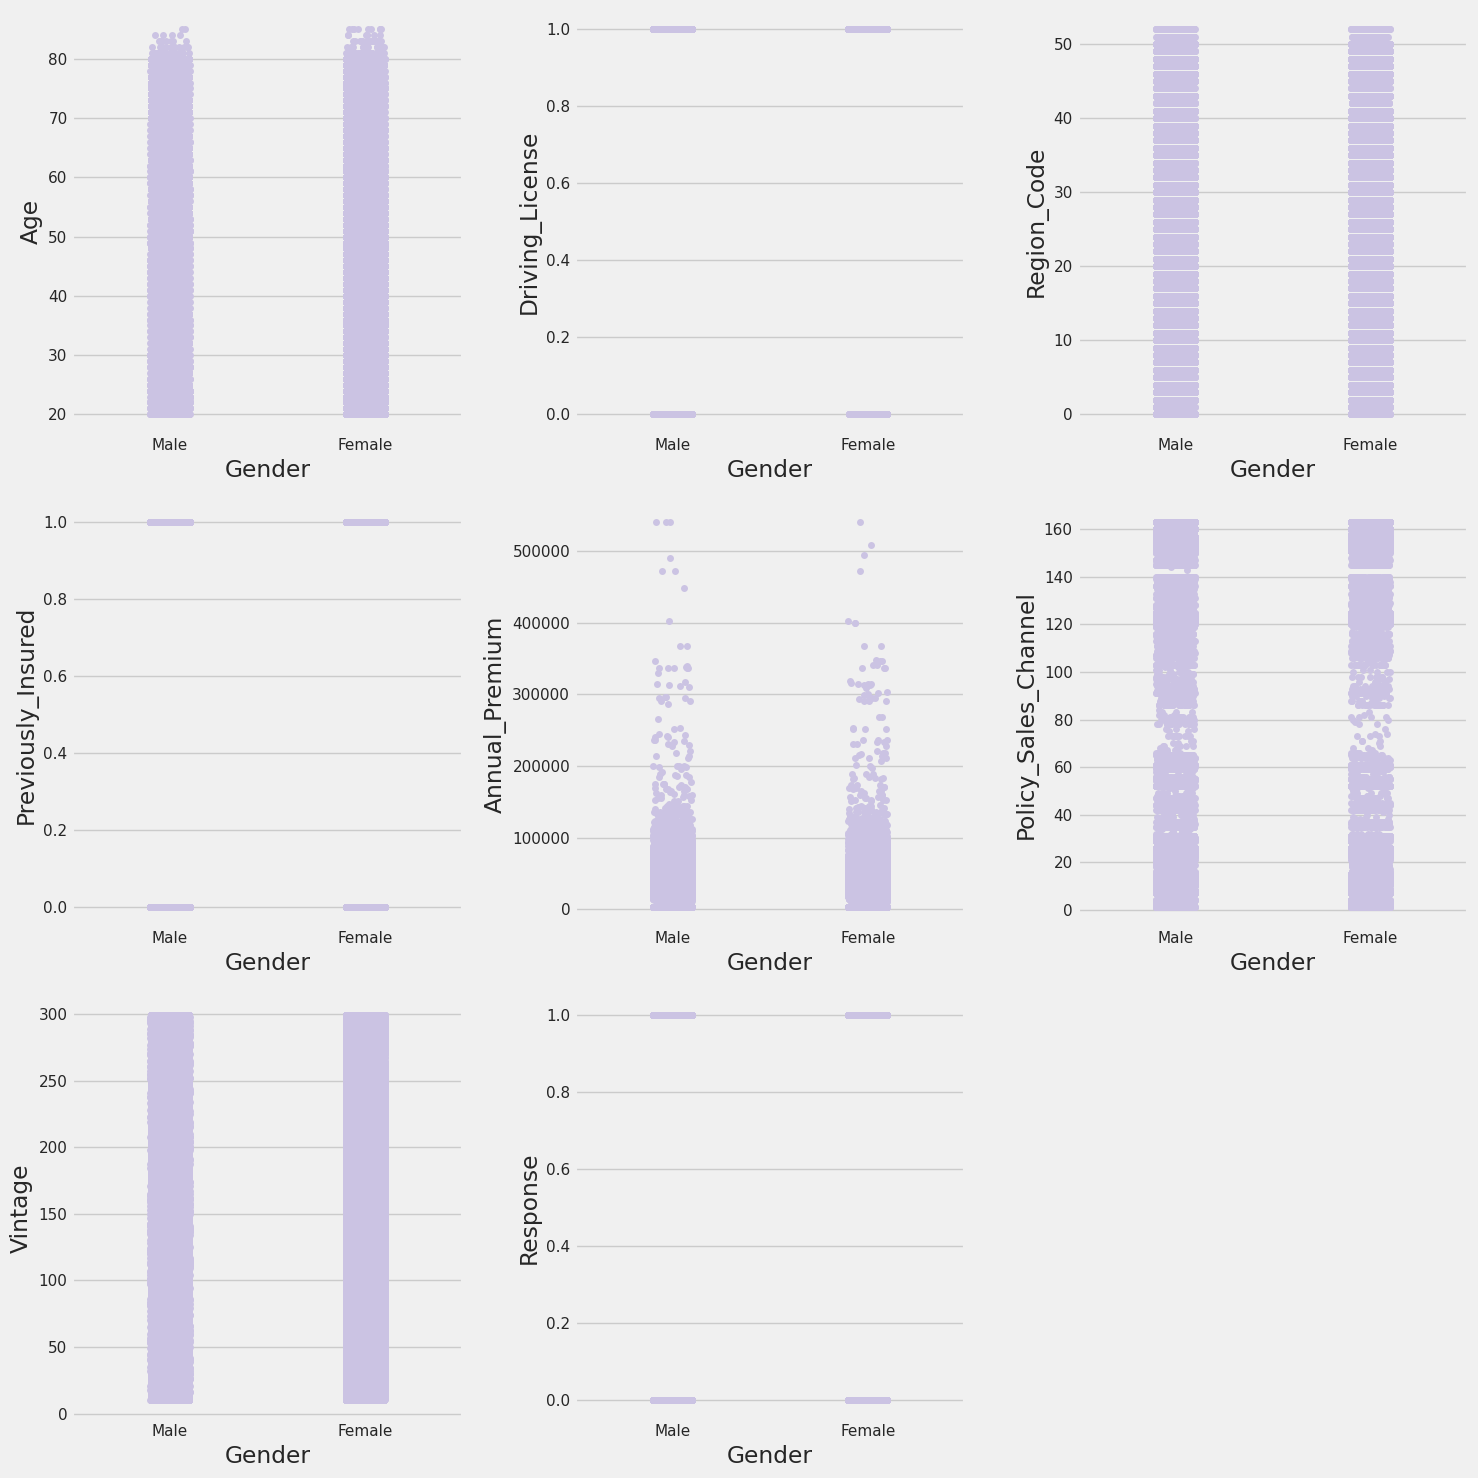 Age
80
70
60
50
40
30
20
Male
Female
Gender
Driving_License
1.0
0.8
0.6
0.4
0.2
0.0
Male
Female
Gender
Region_Code
50
40
30
20
10
0
Male
Female
Gender
Previously_Insured
1.0
0.8
0.6
0.4
0.2
0.0
Male
Female
Gender
Annual_Premium
500000
400000
300000
200000
100000
0
Male
Female
Gender
Policy_Sales_Channel
160
140
120
100
80
60
40
20
0
Male
Female
Gender
Vintage
300
250
200
150
100
50
0
Male
Female
Gender
Response
1.0
0.8
0.6
0.4
0.2
0.0
Male
Female
Gender